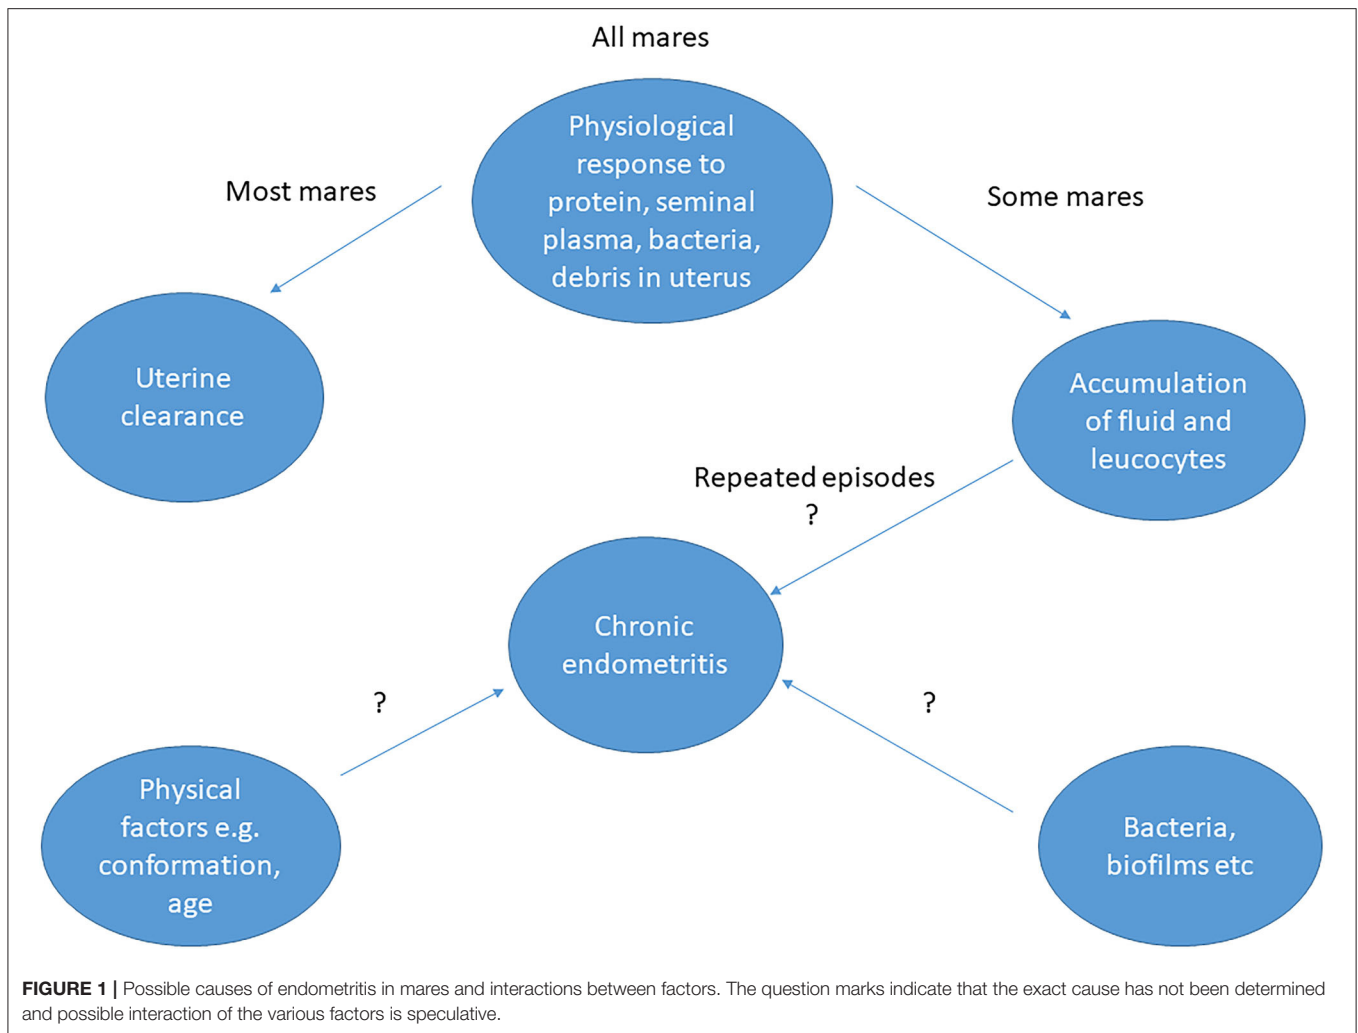 All mares
Physiological
response to
protein, seminal
plasma, bacteria,
debris in uterus
Most mares
Some mares
Uterine
clearance
Accumulation
of fluid and
leucocytes
Repeated episodes
?
Chronic
endometritis
?
?
Physical
factors e.g.
conformation,
age
Bacteria,
biofilms etc
FIGURE 1 | Possible causes of endometritis in mares and interactions between factors. The question marks indicate that the exact cause has not been determined
and possible interaction of the various factors is speculative.